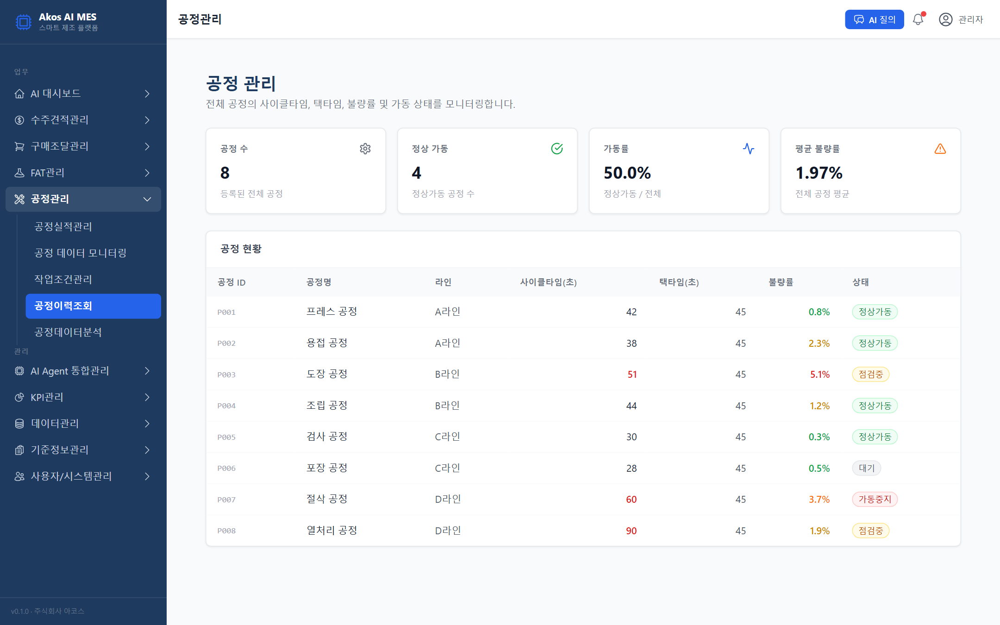 Akos AI MES
스마트 제조 플랫폼
업무
AI 대시보드
수주견적관리
구매조달관리
FAT관리
공정관리
공정실적관리
공정 데이터 모니터링
작업조건관리
공정이력조회
공정데이터분석
관리
AI Agent 통합관리
KPI관리
데이터관리
기준정보관리
사용자/시스템관리
v0.1.0 · 주식회사 아코스
공정관리
AI 질의
관리자
공정 관리
전체 공정의 사이클타임, 택타임, 불량률 및 가동 상태를 모니터링합니다.
공정 수
8
등록된 전체 공정
정상 가동
4
정상가동 공정 수
가동률
50.0%
정상가동 / 전체
평균 불량률
1.97%
전체 공정 평균
공정 현황
공정 ID 공정명 라인 사이클타임(초) 택타임(초) 불량률 상태
P001 프레스 공정 A라인 42 45 0.8% 정상가동
P002 용접 공정 A라인 38 45 2.3% 정상가동
P003 도장 공정 B라인 51 45 5.1% 점검중
P004 조립 공정 B라인 44 45 1.2% 정상가동
P005 검사 공정 C라인 30 45 0.3% 정상가동
P006 포장 공정 C라인 28 45 0.5% 대기
P007 절삭 공정 D라인 60 45 3.7% 가동중지
P008 열처리 공정 D라인 90 45 1.9% 점검중